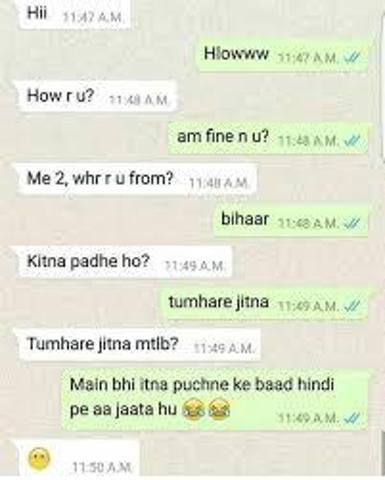 Hii 11:47 A.M.
Hlowww 11:47 A.M.
How r u? 11:48 A.M.
am fine n u? 11:48 A.M.
Me 2, whr r u from? 11:48 A.M.
bihaar 11:48 A.M.
Kitna padhe ho? 11:49 A.M.
tumhare jitna 11:49 A.M.
Tumhare jitna mtlb? 11:49 A.M.
Main bhi itna puchne ke baad hindi
pe aa jaata hu 😂😂 11:49 A.M.
😶 11:50 A.M.